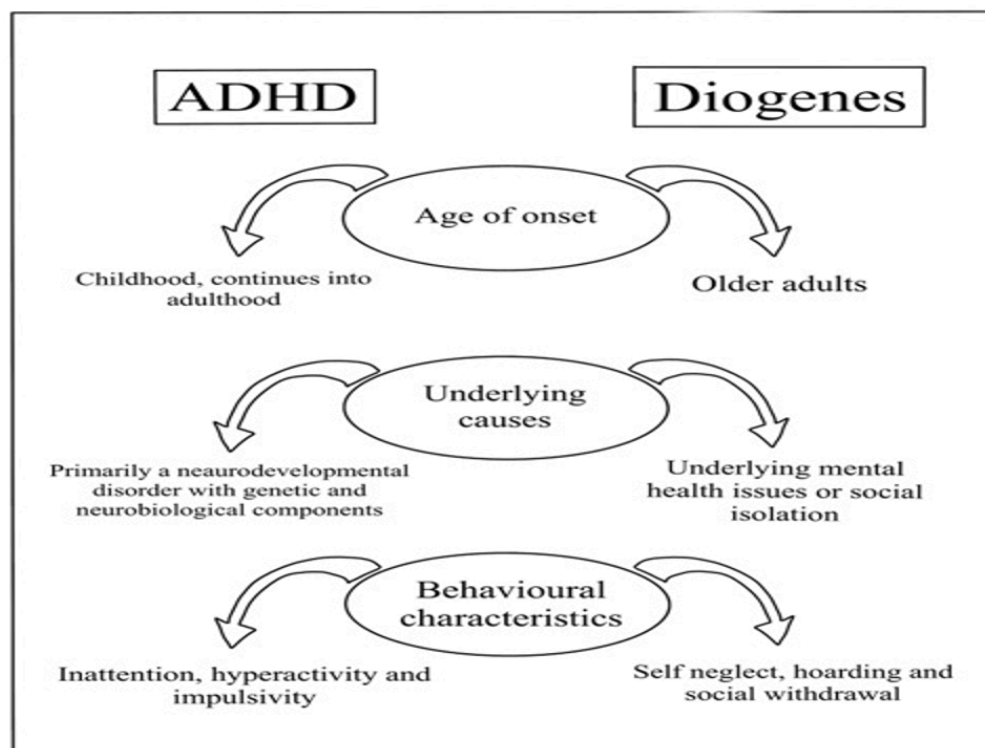 ADHD
Diogenes
Age of onset
Childhood, continues into
adulthood
Older adults
Underlying
causes
Primarily a neaurodevelopmental
disorder with genetic and
neurobiological components
Underlying mental
health issues or social
isolation
Behavioural
characteristics
Inattention, hyperactivity and
impulsivity
Self neglect, hoarding and
social withdrawal